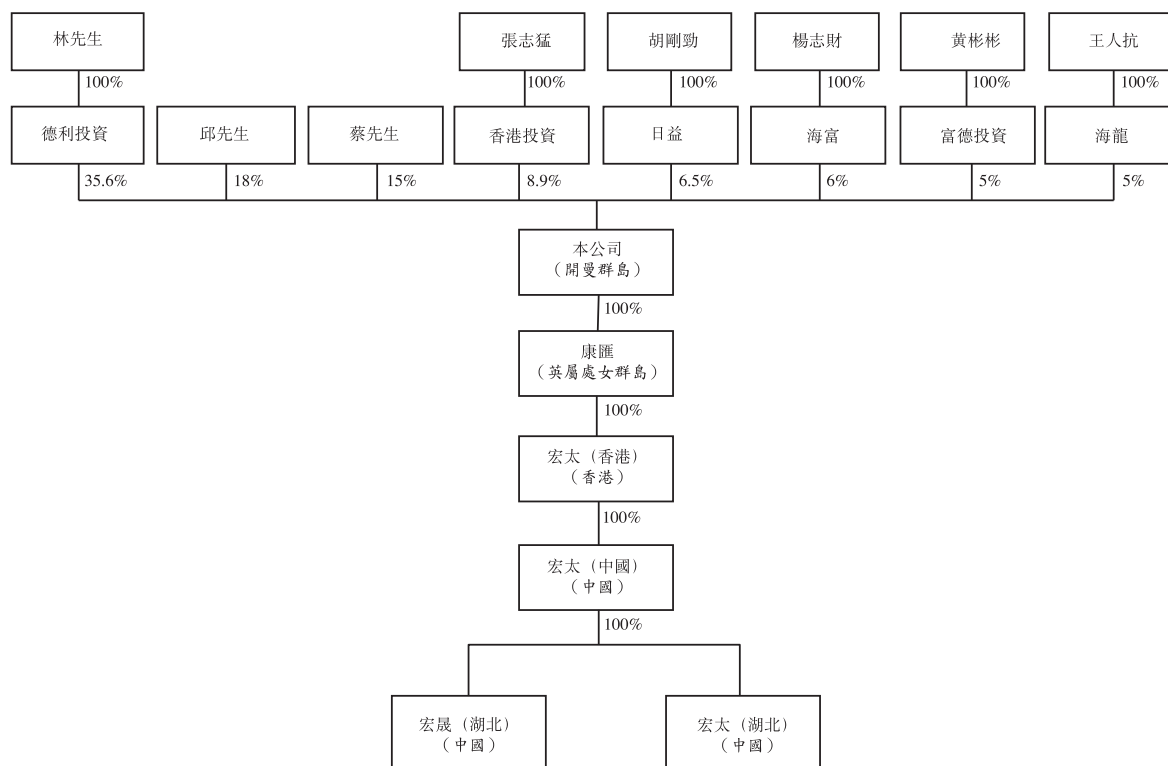 林先生
張志猛
胡剛勁
楊志財
黃彬彬
王人抗
100%
100%
100%
100%
100%
100%
德利投資
邱先生
蔡先生
香港投資
日益
海富
富德投資
海龍
35.6%
18%
15%
8.9%
6.5%
6%
5%
5%
本公司
（開曼群島）
100%
康匯
（英屬處女群島）
100%
宏太（香港）
（香港）
100%
宏太（中國）
（中國）
100%
宏晟（湖北）
（中國）
宏太（湖北）
（中國）